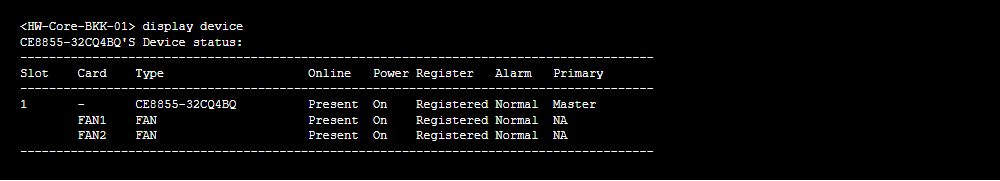 <HW-Core-BKK-01> display device
CE8855-32CQ4BQ'S Device status:
----------------------------------------------------------------------------------------
Slot    Card    Type                    Online   Power Register   Alarm   Primary
----------------------------------------------------------------------------------------
1       -       CE8855-32CQ4BQ          Present  On    Registered Normal  Master
        FAN1    FAN                     Present  On    Registered Normal  NA
        FAN2    FAN                     Present  On    Registered Normal  NA
----------------------------------------------------------------------------------------